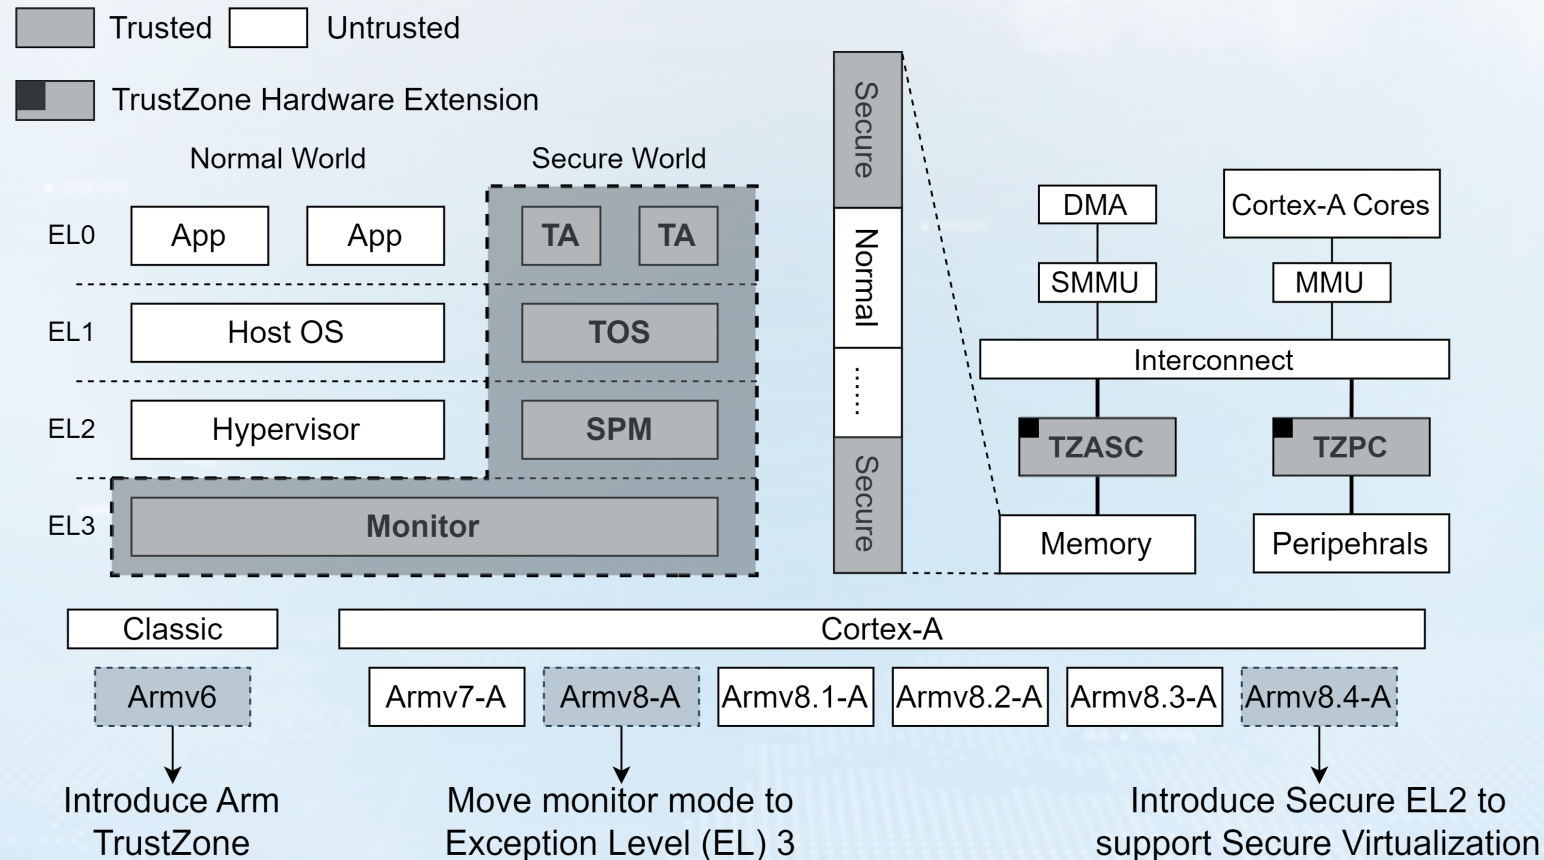 Trusted
Untrusted
TrustZone Hardware Extension
Normal World
Secure World
EL0
App
App
TA
TA
EL1
Host OS
TOS
EL2
Hypervisor
SPM
EL3
Monitor
Secure
Normal
......
Secure
DMA
Cortex-A Cores
SMMU
MMU
Interconnect
TZASC
TZPC
Memory
Peripehrals
Classic
Cortex-A
Armv6
Armv7-A
Armv8-A
Armv8.1-A
Armv8.2-A
Armv8.3-A
Armv8.4-A
Introduce Arm
TrustZone
Move monitor mode to
Exception Level (EL) 3
Introduce Secure EL2 to
support Secure Virtualization